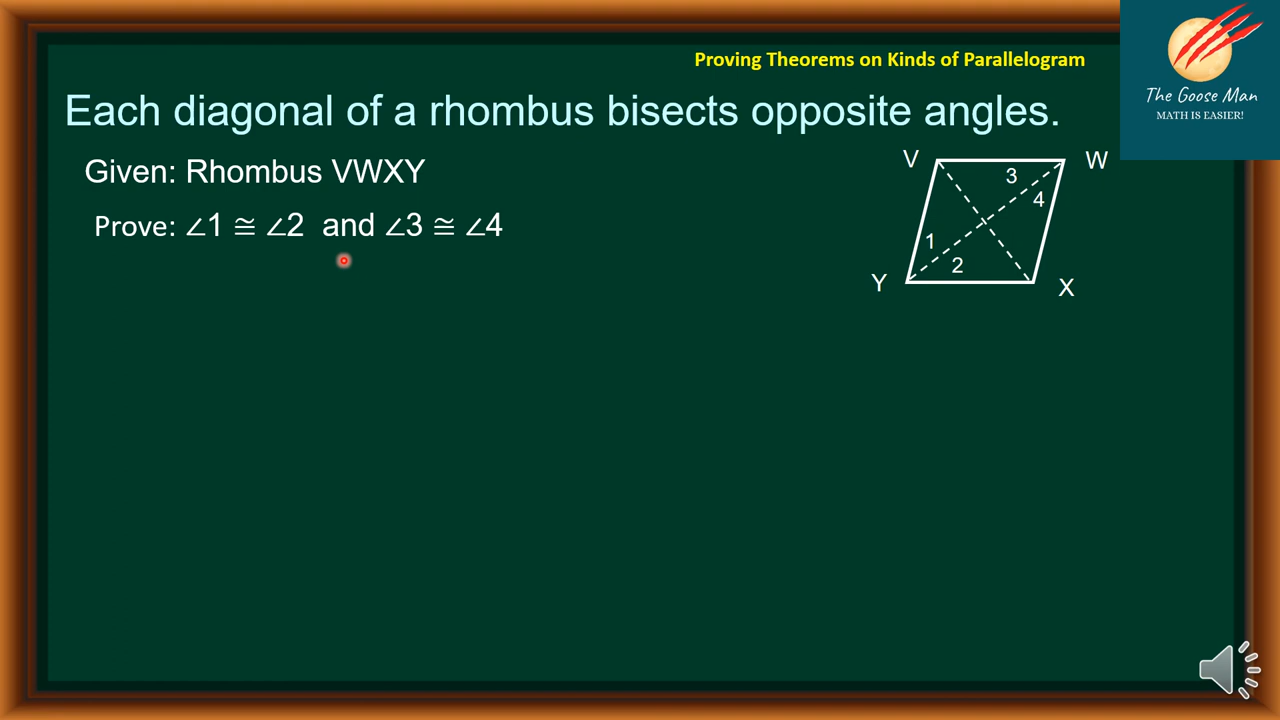 Proving Theorems on Kinds of Parallelogram
The Goose Man
MATH IS EASIER!
Each diagonal of a rhombus bisects opposite angles.
Given: Rhombus VWXY
Prove: ∠1 ≅ ∠2 and ∠3 ≅ ∠4
V
W
3
4
1
2
Y
X